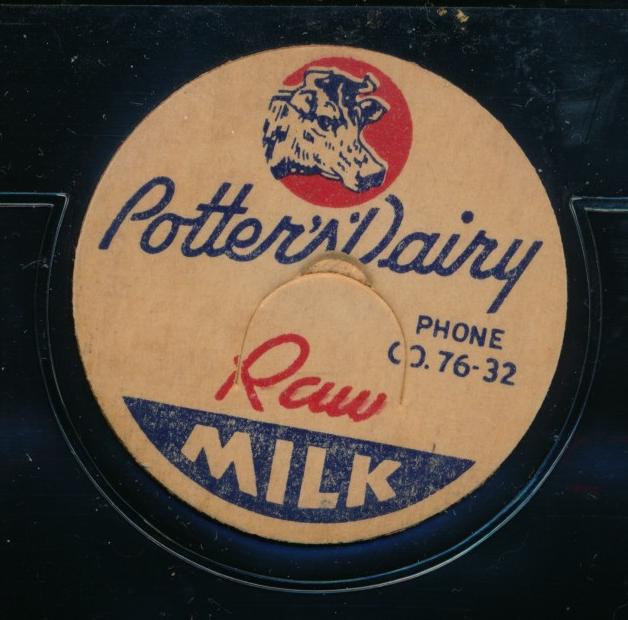 Potter's Dairy
PHONE
CO. 76-32
Raw
MILK